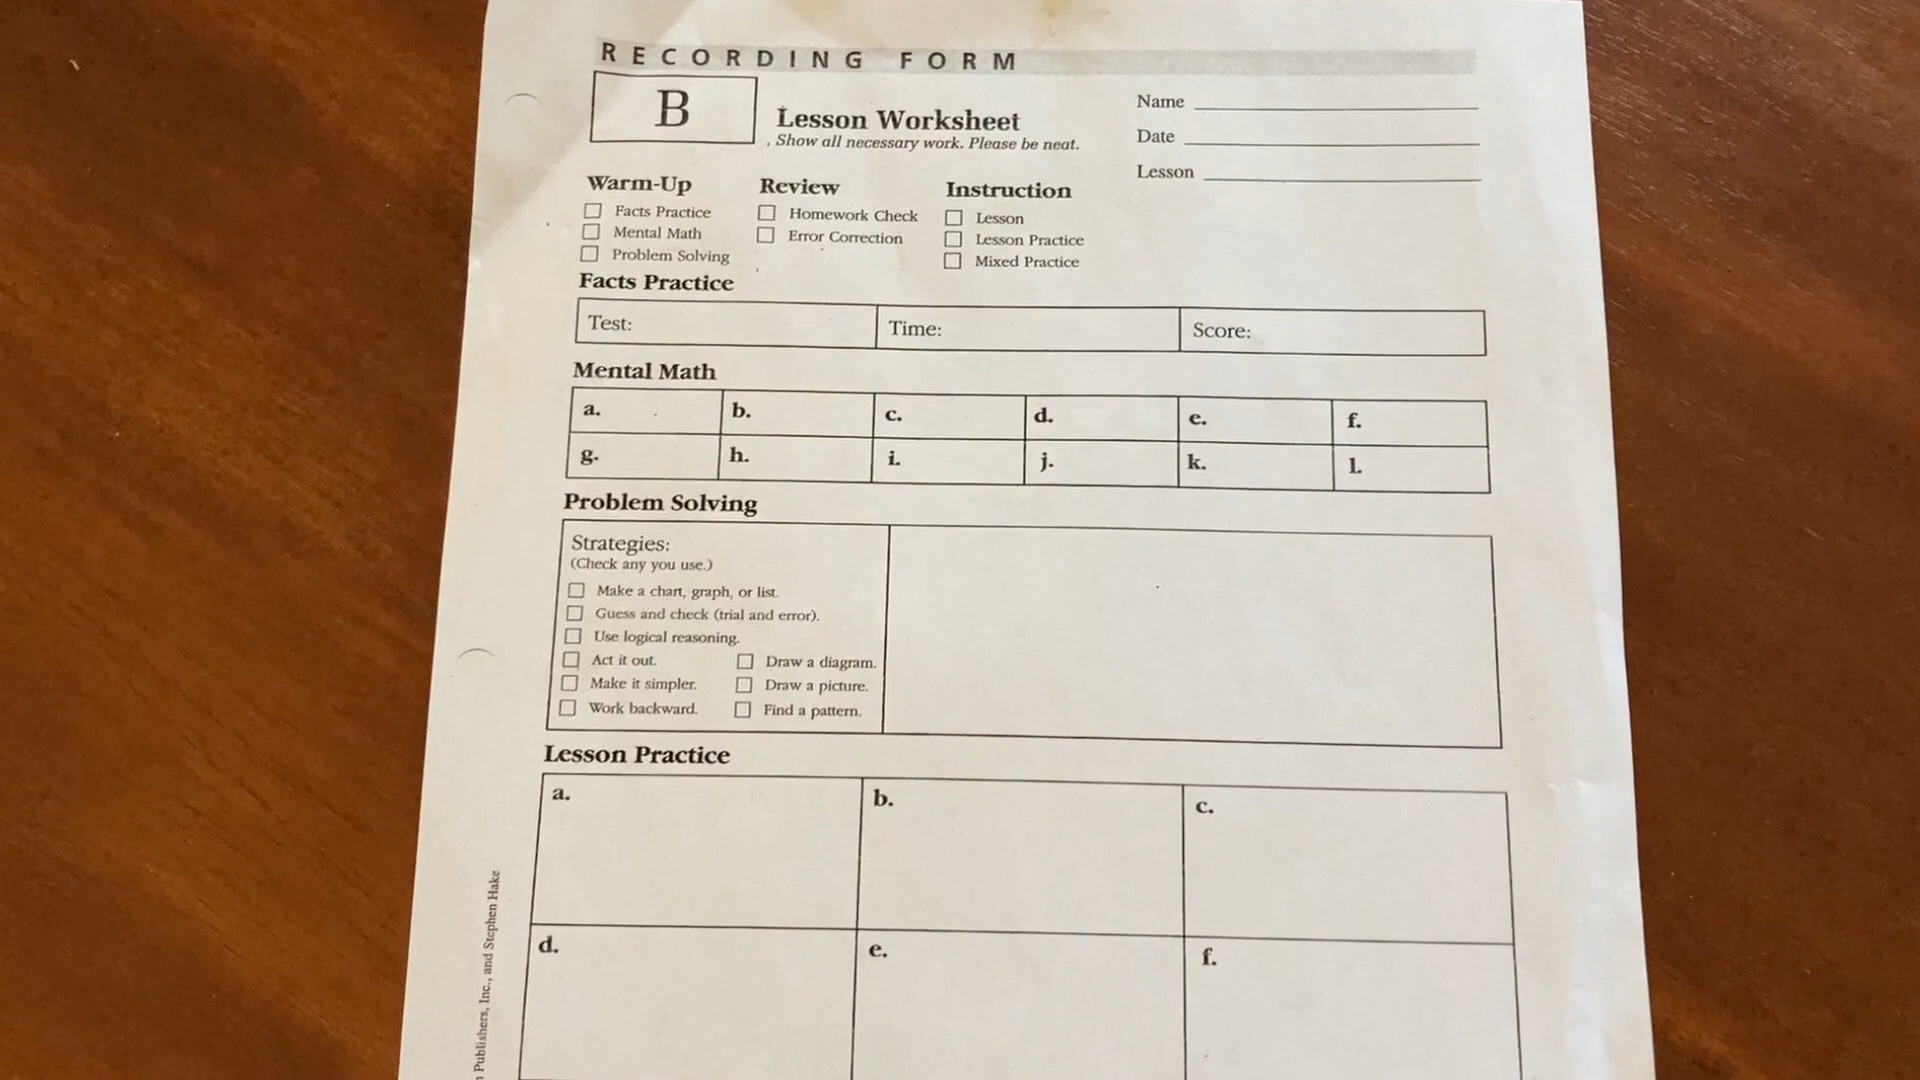 RECORDING FORM
B
Lesson Worksheet
Show all necessary work. Please be neat.
Name
Date
Lesson
Warm-Up
Facts Practice
Mental Math
Problem Solving
Review
Homework Check
Error Correction
Instruction
Lesson
Lesson Practice
Mixed Practice
Facts Practice
Test: Time: Score:
Mental Math
a. b. c. d. e. f.
g. h. i. j. k. l.
Problem Solving
Strategies:
(Check any you use.)
Make a chart, graph, or list.
Guess and check (trial and error).
Use logical reasoning.
Act it out. Draw a diagram.
Make it simpler. Draw a picture.
Work backward. Find a pattern.
Lesson Practice
a. b. c.
d. e. f.
Publishers, Inc., and Stephen Hake